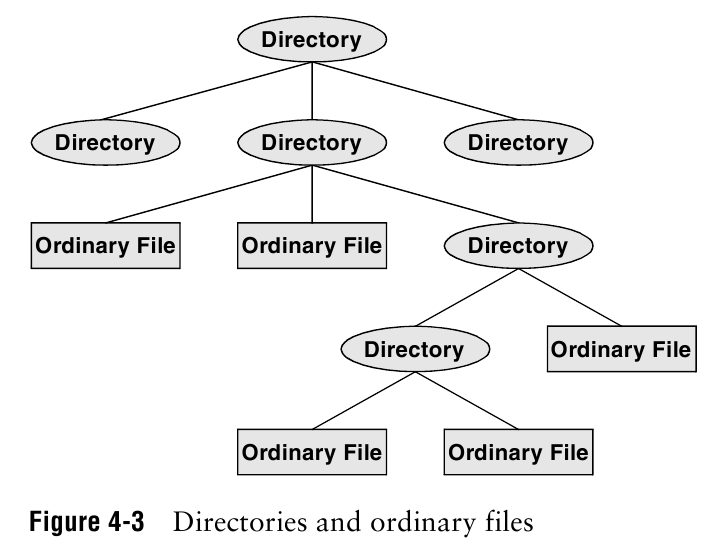 Directory
Directory Directory Directory
Ordinary File Ordinary File Directory
Directory Ordinary File
Ordinary File Ordinary File
Figure 4-3 Directories and ordinary files